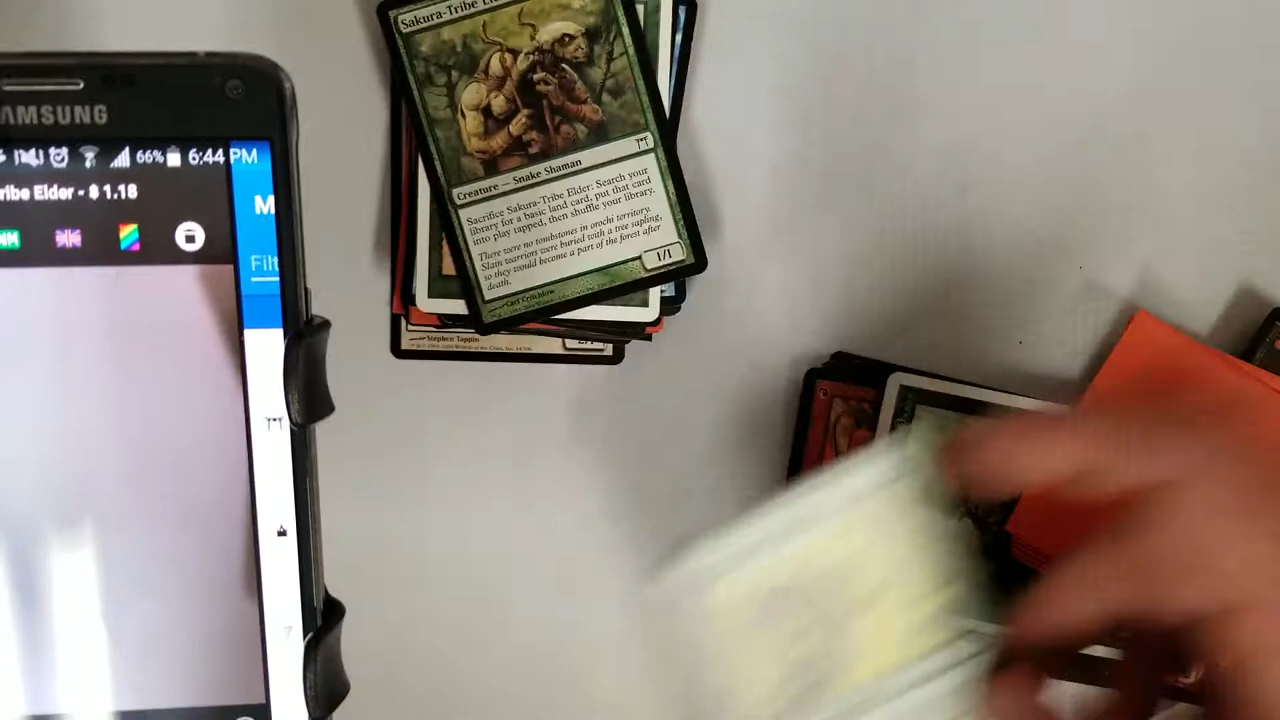 AMSUNG
66% 6:44 PM
ribe Elder - $ 1.18
NM
M
Filt
Sakura-Tribe Eld
Creature — Snake Shaman
Sacrifice Sakura-Tribe Elder: Search your
library for a basic land card, put that card
into play tapped, then shuffle your library.
There were no tombstones in orochi territory.
Slain warriors were buried with a tree sapling,
so they would become a part of the forest after
death.
1/1
Carl Critchlow
Stephen Tappin